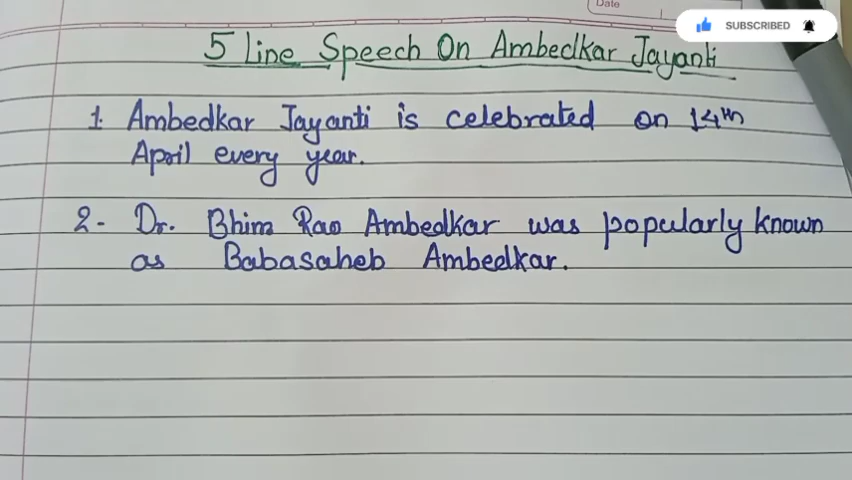 Date
SUBSCRIBED
5 Line Speech On Ambedkar Jayanti
1. Ambedkar Jayanti is celebrated on 14th
April every year.
2- Dr. Bhim Rao Ambedkar was popularly known
as Babasaheb Ambedkar.